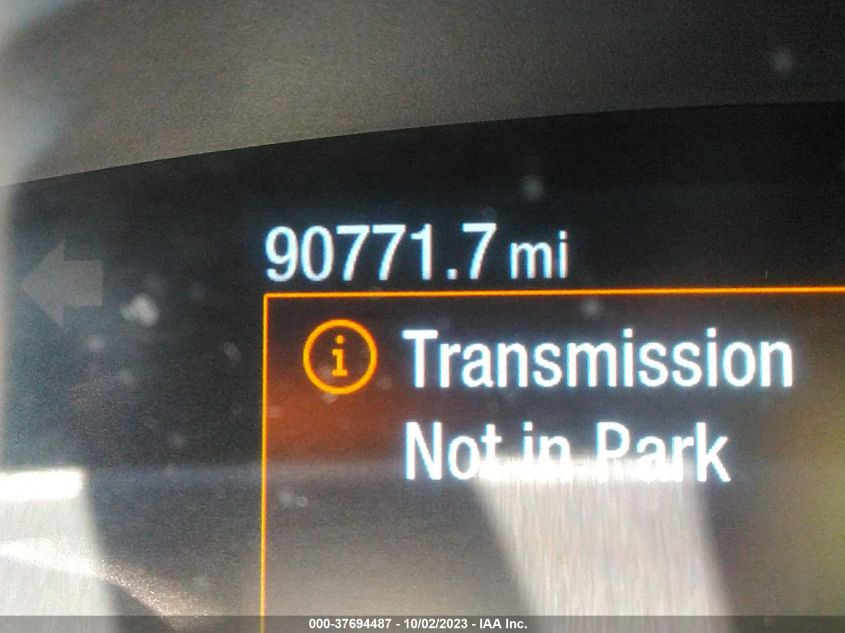 90771.7 mi
i Transmission
Not in Park
000-37694487 - 10/02/2023 - IAA Inc.